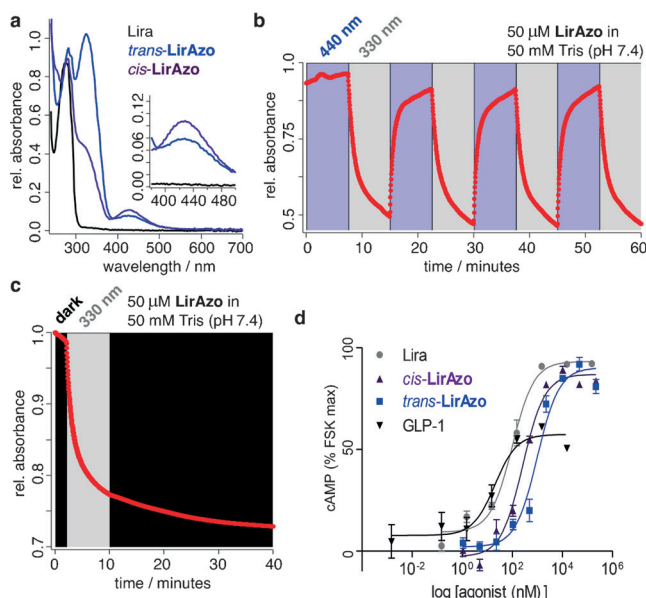 a
Lira
trans-LirAzo
cis-LirAzo
rel. absorbance
0.0 0.2 0.4 0.6 0.8 1.0
0.00 0.03 0.06 0.09 0.12
400 440 480
300 400 500 600 700
wavelength / nm
b
440 nm
330 nm
50 μM LirAzo in
50 mM Tris (pH 7.4)
rel. absorbance
0.5 0.75 1.0
0 10 20 30 40 50 60
time / minutes
c
dark
330 nm
50 μM LirAzo in
50 mM Tris (pH 7.4)
rel. absorbance
0.7 0.8 0.9 1.0
0 10 20 30 40
time / minutes
d
Lira
cis-LirAzo
trans-LirAzo
GLP-1
cAMP (% FSK max)
0 50 100
10-2 100 102 104 106
log [agonist (nM)]